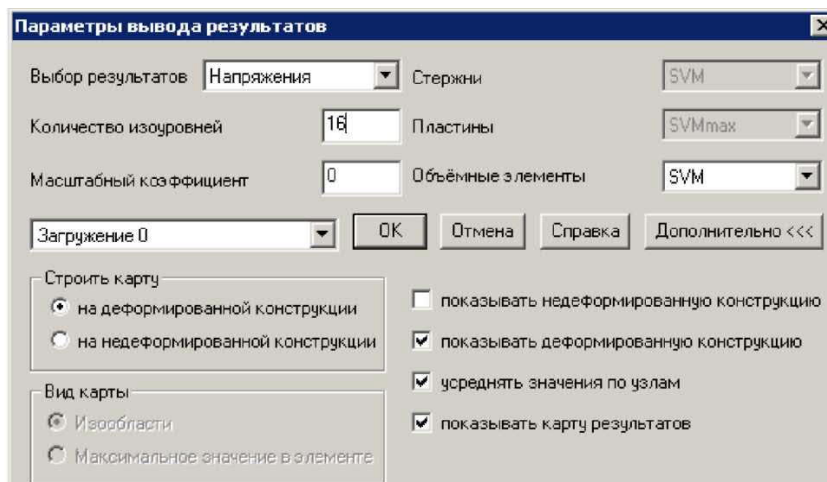 Параметры вывода результатов
Выбор результатов Напряжения Стержни SVM
Количество изоуровней 16 Пластины SVMmax
Масштабный коэффициент 0 Объёмные элементы SVM
Загружение 0 ОК Отмена Справка Дополнительно <<<
Строить карту
на деформированной конструкции
на недеформированной конструкции
показывать недеформированную конструкцию
показывать деформированную конструкцию
усреднять значения по узлам
показывать карту результатов
Вид карты
Изообласти
Максимальное значение в элементе